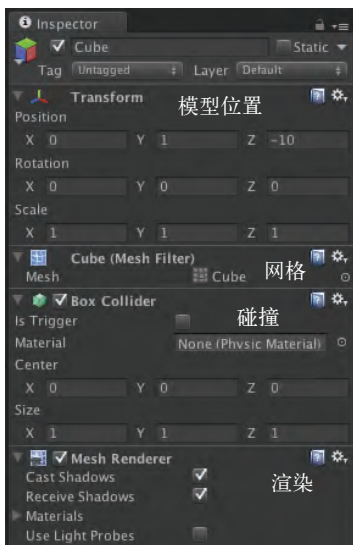 Inspector
Cube Static
Tag Untagged Layer Default
Transform 模型位置
Position
X 0 Y 1 Z -10
Rotation
X 0 Y 0 Z 0
Scale
X 1 Y 1 Z 1
Cube (Mesh Filter)
Mesh Cube 网格
Box Collider
Is Trigger 碰撞
Material None (Physic Material)
Center
X 0 Y 0 Z 0
Size
X 1 Y 1 Z 1
Mesh Renderer
Cast Shadows 渲染
Receive Shadows
Materials
Use Light Probes